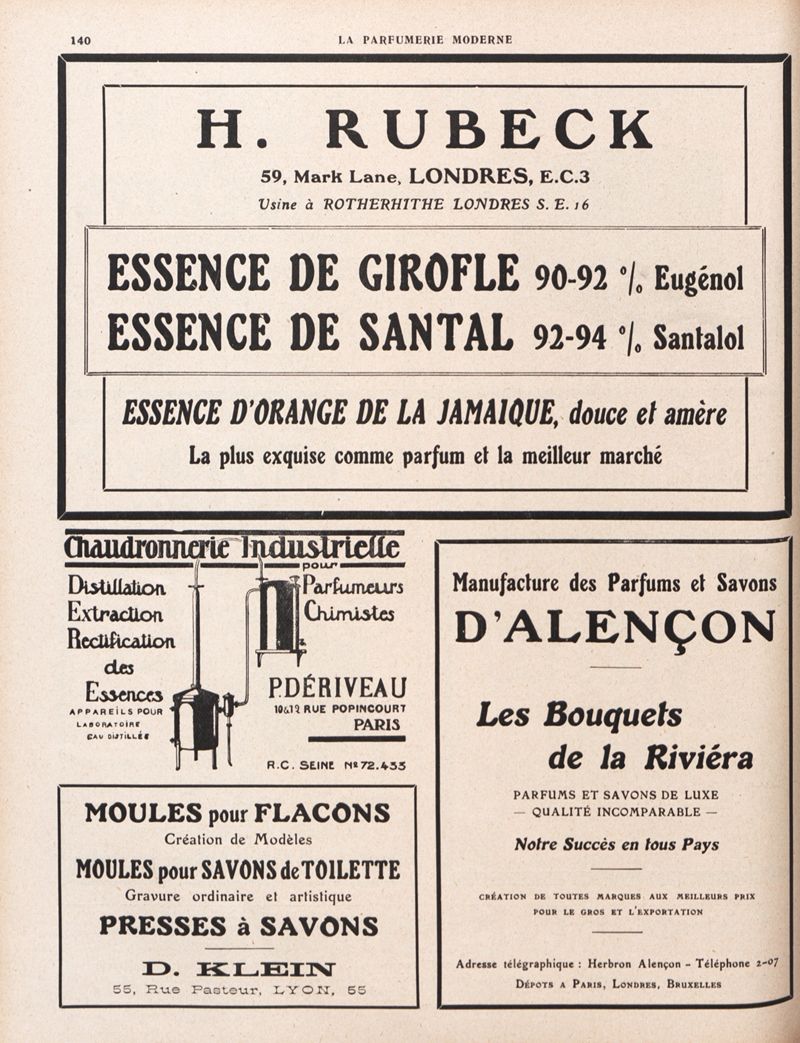 140
LA PARFUMERIE MODERNE
H. RUBECK
59, Mark Lane, LONDRES, E.C.3
Usine à ROTHERHITHE LONDRES S. E. 16
ESSENCE DE GIROFLE 90-92 % Eugénol
ESSENCE DE SANTAL 92-94 % Santalol
ESSENCE D'ORANGE DE LA JAMAIQUE, douce et amère
La plus exquise comme parfum et la meilleur marché
Chaudronnerie Industrielle
pour
Distillation
Extraction
Rectification
des
Essences
APPAREILS POUR
LABORATOIRE
EAU DISTILLÉE
Parfumeurs
Chimistes
P.DÉRIVEAU
10&12 RUE POPINCOURT
PARIS
R.C. SEINE Nº 72.433
MOULES pour FLACONS
Création de Modèles
MOULES pour SAVONS de TOILETTE
Gravure ordinaire et artistique
PRESSES à SAVONS
D. KLEIN
55, Rue Pasteur, LYON, 55
Manufacture des Parfums et Savons
D'ALENÇON
Les Bouquets
de la Riviéra
PARFUMS ET SAVONS DE LUXE
— QUALITÉ INCOMPARABLE —
Notre Succès en tous Pays
CRÉATION DE TOUTES MARQUES AUX MEILLEURS PRIX
POUR LE GROS ET L'EXPORTATION
Adresse télégraphique : Herbron Alençon - Téléphone 2-07
DÉPOTS A PARIS, LONDRES, BRUXELLES